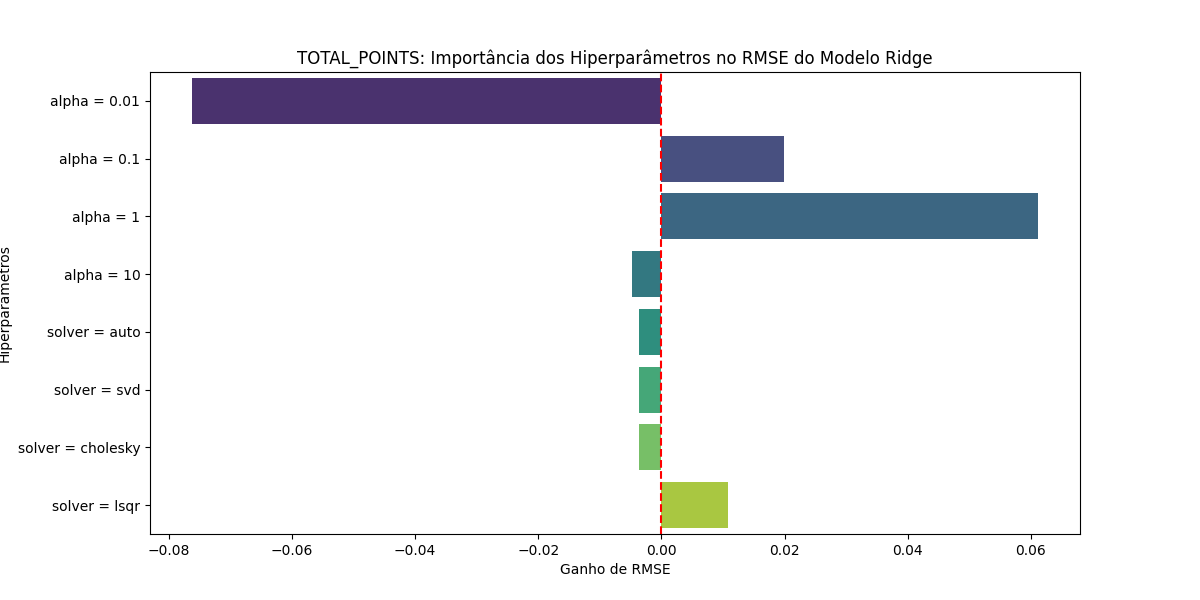 TOTAL_POINTS: Importância dos Hiperparâmetros no RMSE do Modelo Ridge
Hiperparâmetros
alpha = 0.01
alpha = 0.1
alpha = 1
alpha = 10
solver = auto
solver = svd
solver = cholesky
solver = lsqr
−0.08 −0.06 −0.04 −0.02 0.00 0.02 0.04 0.06
Ganho de RMSE